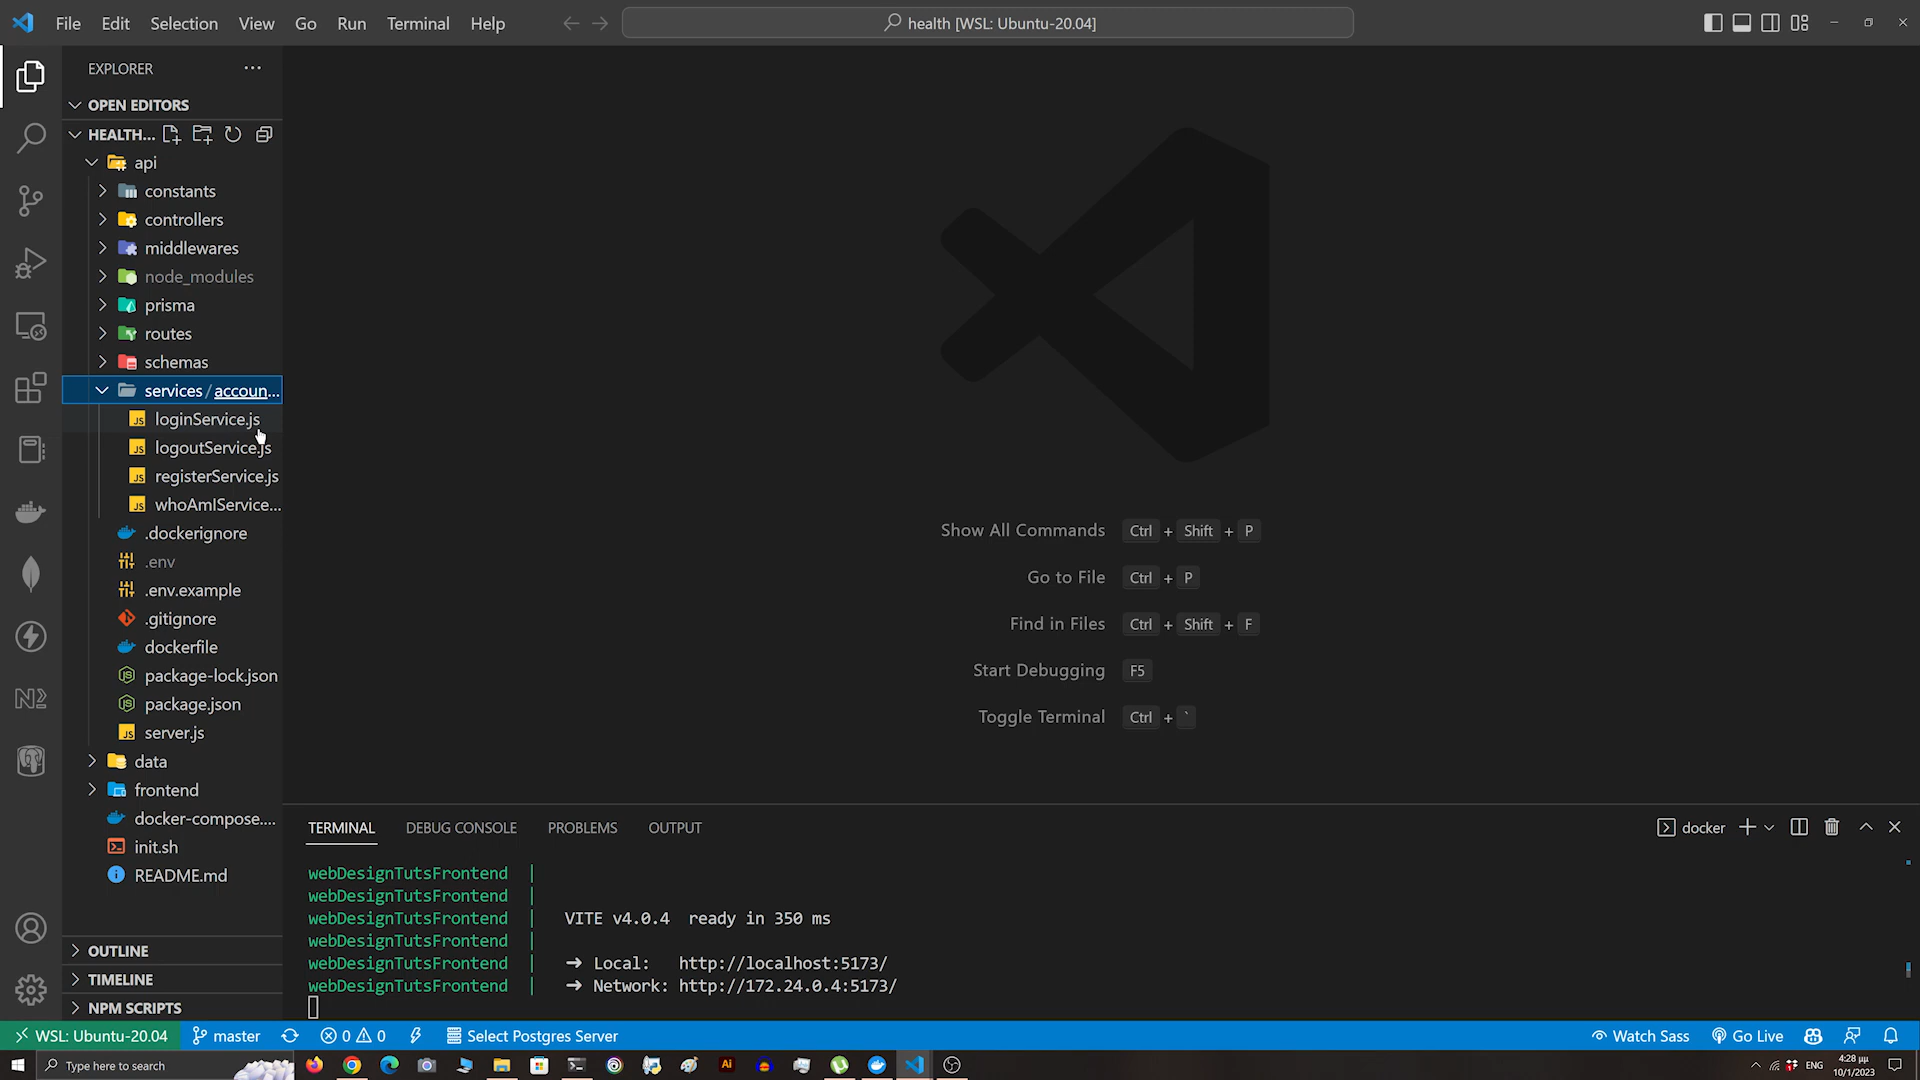 File Edit Selection View Go Run Terminal Help
health [WSL: Ubuntu-20.04]
EXPLORER
OPEN EDITORS
HEALTH...
api
constants
controllers
middlewares
node_modules
prisma
routes
schemas
services / accoun...
loginService.js
logoutService.js
registerService.js
whoAmIService...
.dockerignore
.env
.env.example
.gitignore
dockerfile
package-lock.json
package.json
server.js
data
frontend
docker-compose....
init.sh
README.md
OUTLINE
TIMELINE
NPM SCRIPTS
Show All Commands Ctrl + Shift + P
Go to File Ctrl + P
Find in Files Ctrl + Shift + F
Start Debugging F5
Toggle Terminal Ctrl + `
TERMINAL DEBUG CONSOLE PROBLEMS OUTPUT
docker
webDesignTutsFrontend |
webDesignTutsFrontend |
webDesignTutsFrontend | VITE v4.0.4 ready in 350 ms
webDesignTutsFrontend |
webDesignTutsFrontend | ➜ Local: http://localhost:5173/
webDesignTutsFrontend | ➜ Network: http://172.24.0.4:5173/
WSL: Ubuntu-20.04 master 0 0 Select Postgres Server Watch Sass Go Live
Type here to search
Ai
ENG
4:28 μμ
10/1/2023